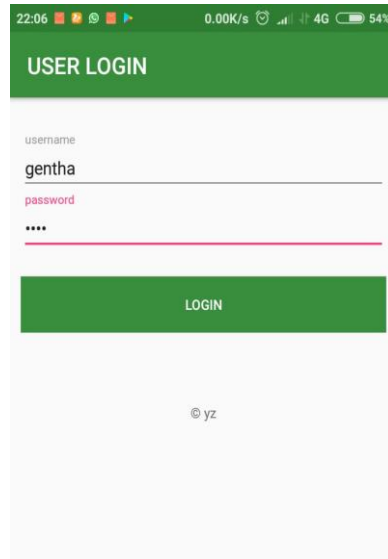 22:06 0.00K/s 4G 54%
USER LOGIN
username
gentha
password
••••
LOGIN
© yz